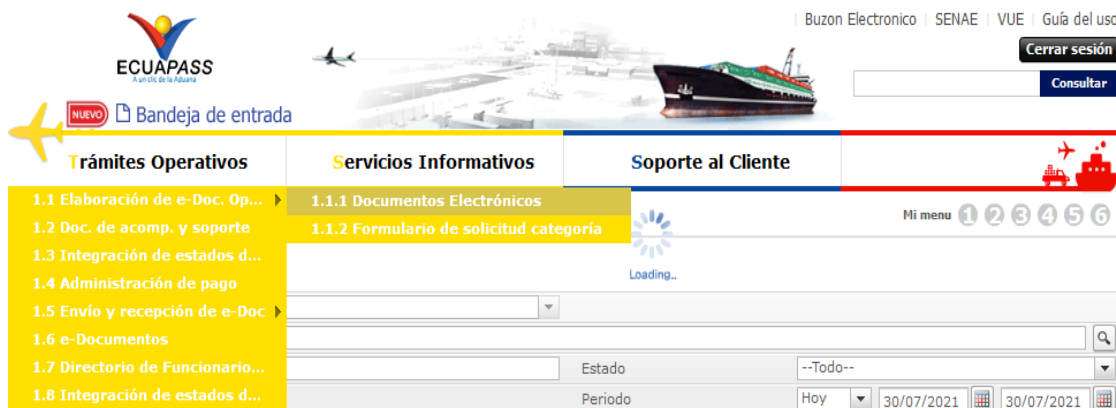 Buzon Electronico | SENAE | VUE | Guía del uso
Cerrar sesión
Consultar
ECUAPASS
A un clic de la Aduana
NUEVO Bandeja de entrada
Trámites Operativos
Servicios Informativos
Soporte al Cliente
1.1 Elaboración de e-Doc. Op...
1.1.1 Documentos Electrónicos
Mi menu 1 2 3 4 5 6
1.2 Doc. de acomp. y soporte
1.1.2 Formulario de solicitud categoría
1.3 Integración de estados d...
Loading..
1.4 Administración de pago
1.5 Envío y recepción de e-Doc
1.6 e-Documentos
1.7 Directorio de Funcionario...
Estado
--Todo--
1.8 Integración de estados d...
Periodo
Hoy
30/07/2021
30/07/2021